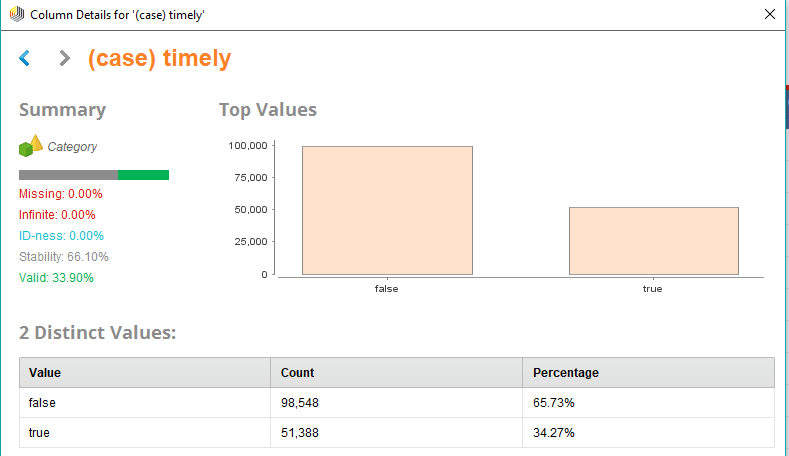 Column Details for '(case) timely'
(case) timely
Summary
Top Values
Category
Missing: 0.00%
Infinite: 0.00%
ID-ness: 0.00%
Stability: 66.10%
Valid: 33.90%
100,000
75,000
50,000
25,000
0
false true
2 Distinct Values:
Value Count Percentage
false 98,548 65.73%
true 51,388 34.27%